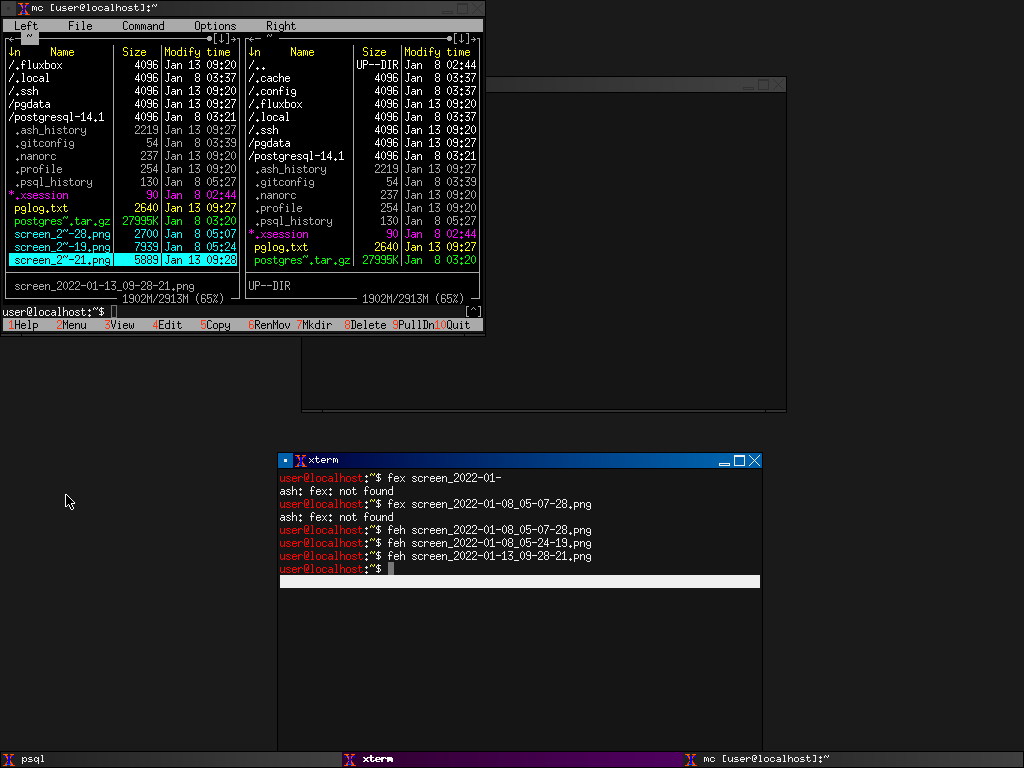 mc [user@localhost]:~
Left File Command Options Right
~ [↓] ~ [↓]
↓n Name Size Modify time ↓n Name Size Modify time
/.fluxbox 4096 Jan 13 09:20 /.. UP--DIR Jan 8 02:44
/.local 4096 Jan 8 03:37 /.cache 4096 Jan 8 03:37
/.ssh 4096 Jan 13 09:20 /.config 4096 Jan 8 03:37
/pgdata 4096 Jan 13 09:27 /.fluxbox 4096 Jan 13 09:20
/postgresql-14.1 4096 Jan 8 03:21 /.local 4096 Jan 8 03:37
.ash_history 2219 Jan 13 09:27 /.ssh 4096 Jan 13 09:20
.gitconfig 54 Jan 8 03:39 /pgdata 4096 Jan 13 09:27
.nanorc 237 Jan 13 09:20 /postgresql-14.1 4096 Jan 8 03:21
.profile 254 Jan 13 09:20 .ash_history 2219 Jan 13 09:27
.psql_history 130 Jan 8 05:27 .gitconfig 54 Jan 8 03:39
*.xsession 90 Jan 8 02:44 .nanorc 237 Jan 13 09:20
pglog.txt 2640 Jan 13 09:27 .profile 254 Jan 13 09:20
postgres~.tar.gz 27995K Jan 8 03:20 .psql_history 130 Jan 8 05:27
screen_2~-28.png 2700 Jan 8 05:07 *.xsession 90 Jan 8 02:44
screen_2~-19.png 7939 Jan 8 05:24 pglog.txt 2640 Jan 13 09:27
screen_2~-21.png 5889 Jan 13 09:28 postgres~.tar.gz 27995K Jan 8 03:20
screen_2022-01-13_09-28-21.png UP--DIR
1902M/2913M (65%) 1902M/2913M (65%)
user@localhost:~$ [^]
1Help 2Menu 3View 4Edit 5Copy 6RenMov 7Mkdir 8Delete 9PullDn 10Quit
xterm
user@localhost:~$ fex screen_2022-01-
ash: fex: not found
user@localhost:~$ fex screen_2022-01-08_05-07-28.png
ash: fex: not found
user@localhost:~$ feh screen_2022-01-08_05-07-28.png
user@localhost:~$ feh screen_2022-01-08_05-24-19.png
user@localhost:~$ feh screen_2022-01-13_09-28-21.png
user@localhost:~$
psql xterm mc [user@localhost]:~